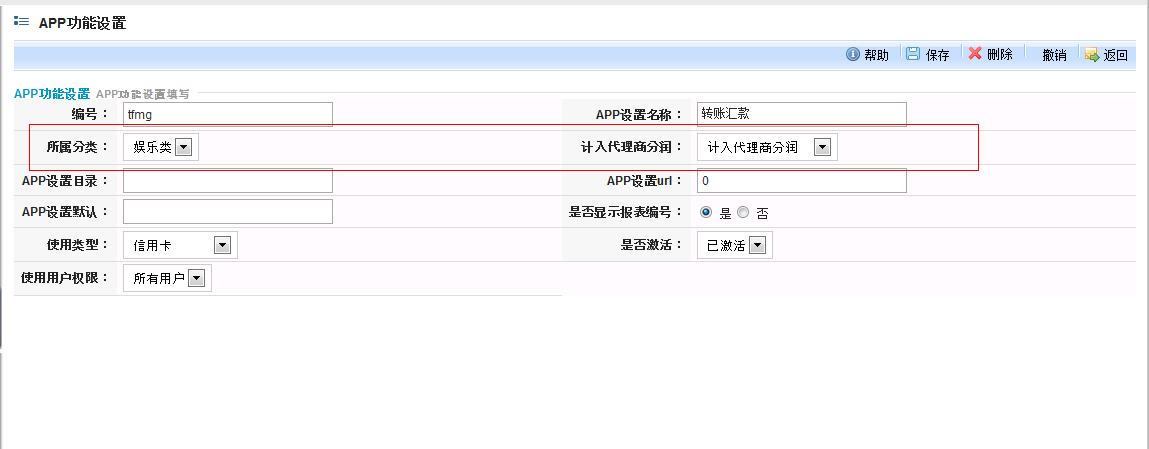 APP功能设置
帮助 保存 删除 撤销 返回
APP功能设置 APP功能设置填写
编号： tfmg APP设置名称： 转账汇款
所属分类： 娱乐类 计入代理商分润： 计入代理商分润
APP设置目录： APP设置url： 0
APP设置默认： 是否显示报表编号： 是 否
使用类型： 信用卡 是否激活： 已激活
使用用户权限： 所有用户